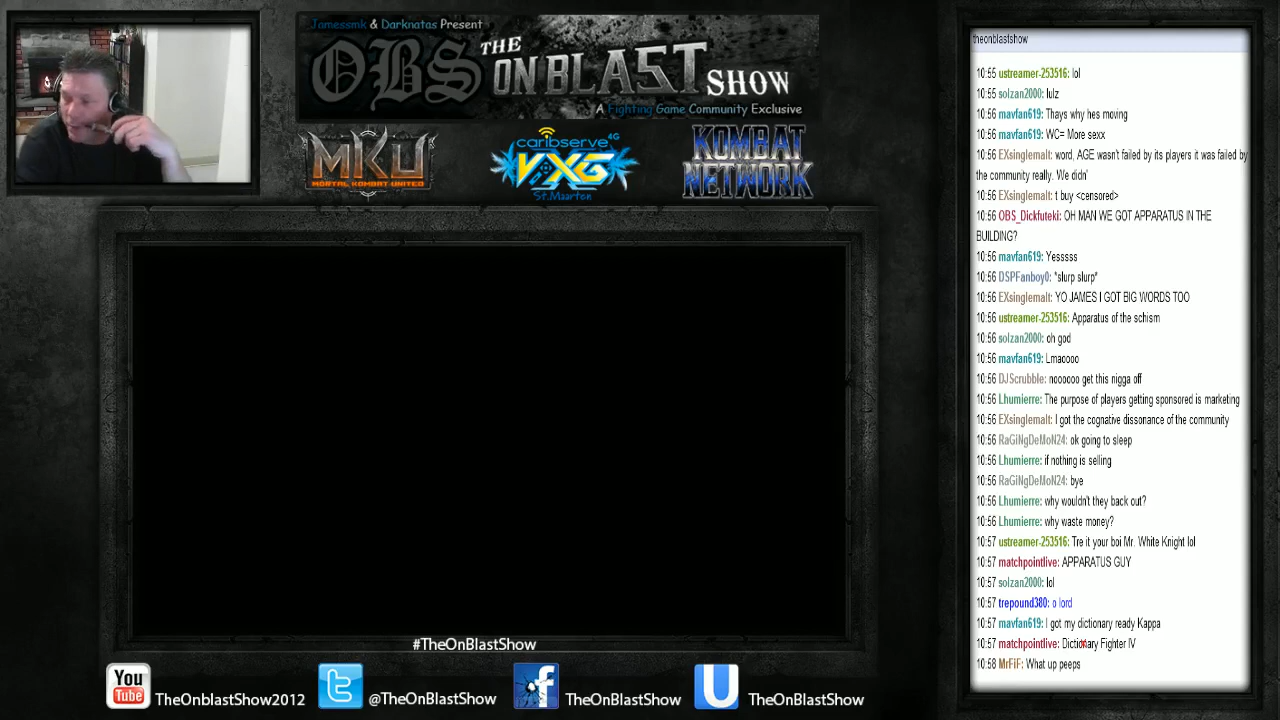 Jamessmk & Darknatas Present
OBS THE ON BLAST SHOW
A Fighting Game Community Exclusive
MKU
MORTAL KOMBAT UNITED
caribserve 4G
VXG
St.Maarten
KOMBAT
NETWORK
#TheOnBlastShow
You
Tube
TheOnblastShow2012
t
@TheOnBlastShow
f
TheOnBlastShow
U
TheOnBlastShow
theonblastshow
10:55 ustreamer-253516: lol
10:55 solzan2000: lulz
10:56 mavfan619: Thays why hes moving
10:56 mavfan619: WC= More sexx
10:56 EXsinglemalt: word, AGE wasn't failed by its players it was failed by
the community really. We didn'
10:56 EXsinglemalt: t buy <censored>
10:56 OBS_Dickfuteki: OH MAN WE GOT APPARATUS IN THE
BUILDING?
10:56 mavfan619: Yesssss
10:56 DSPFanboy0: *slurp slurp*
10:56 EXsinglemalt: YO JAMES I GOT BIG WORDS TOO
10:56 ustreamer-253516: Apparatus of the schism
10:56 solzan2000: oh god
10:56 mavfan619: Lmaoooo
10:56 DJScrubble: noooooo get this nigga off
10:56 Lhumierre: The purpose of players getting sponsored is marketing
10:56 EXsinglemalt: I got the cognative dissonance of the community
10:56 RaGiNgDeMoN24: ok going to sleep
10:56 Lhumierre: if nothing is selling
10:56 RaGiNgDeMoN24: bye
10:56 Lhumierre: why wouldn't they back out?
10:56 Lhumierre: why waste money?
10:57 ustreamer-253516: Tre it your boi Mr. White Knight lol
10:57 matchpointlive: APPARATUS GUY
10:57 solzan2000: lol
10:57 trepound380: o lord
10:57 mavfan619: I got my dictionary ready Kappa
10:57 matchpointlive: Dictionary Fighter IV
10:58 MrFiF: What up peeps